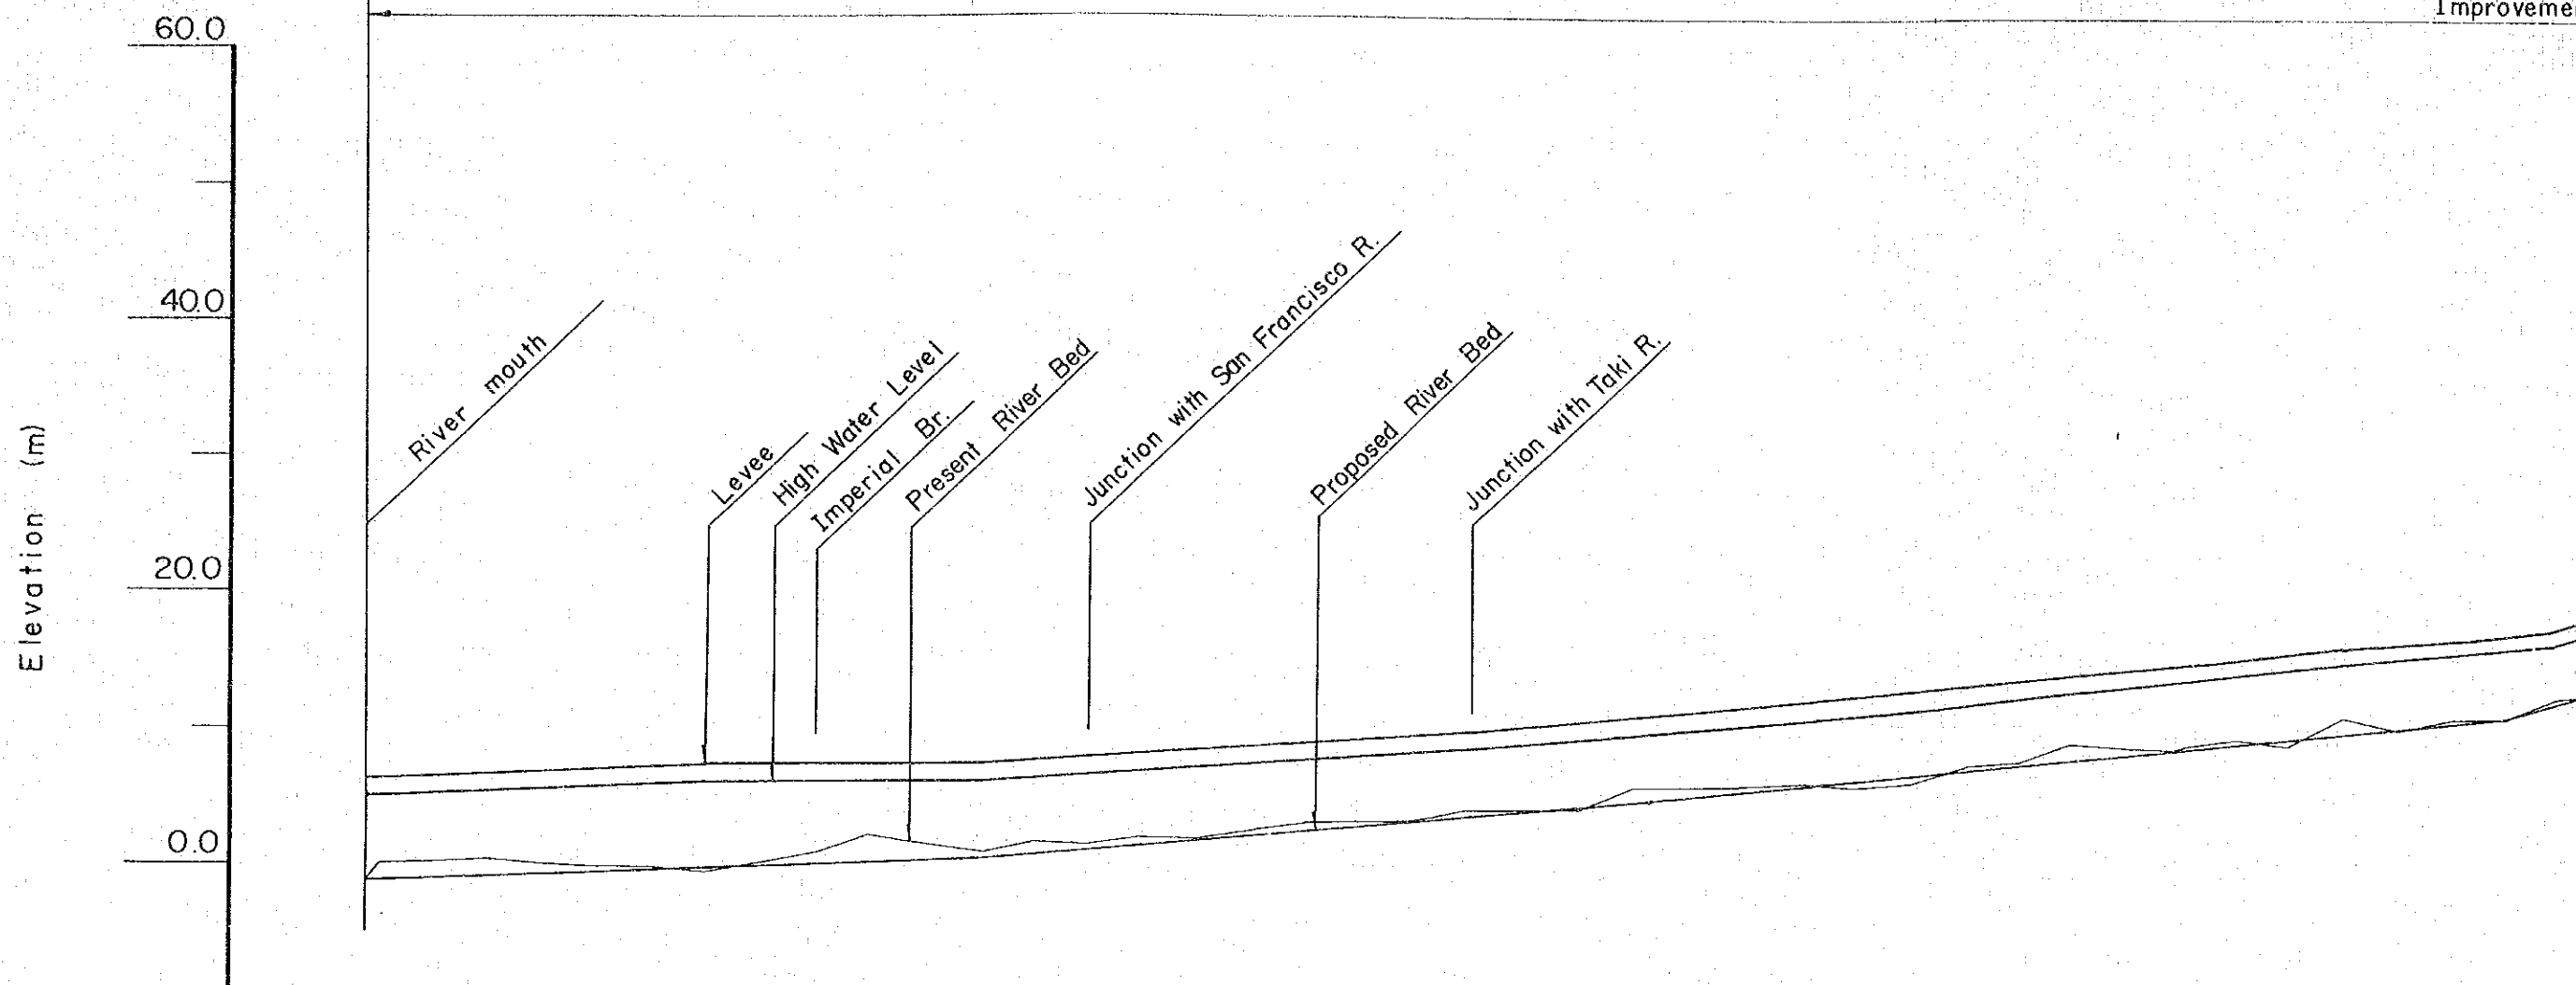 Improveme
60.0
40.0
20.0
0.0
Elevation (m)
River mouth
Levee
High Water Level
Imperial Br.
Present River Bed
Junction with San Francisco R.
Proposed River Bed
Junction with Taki R.